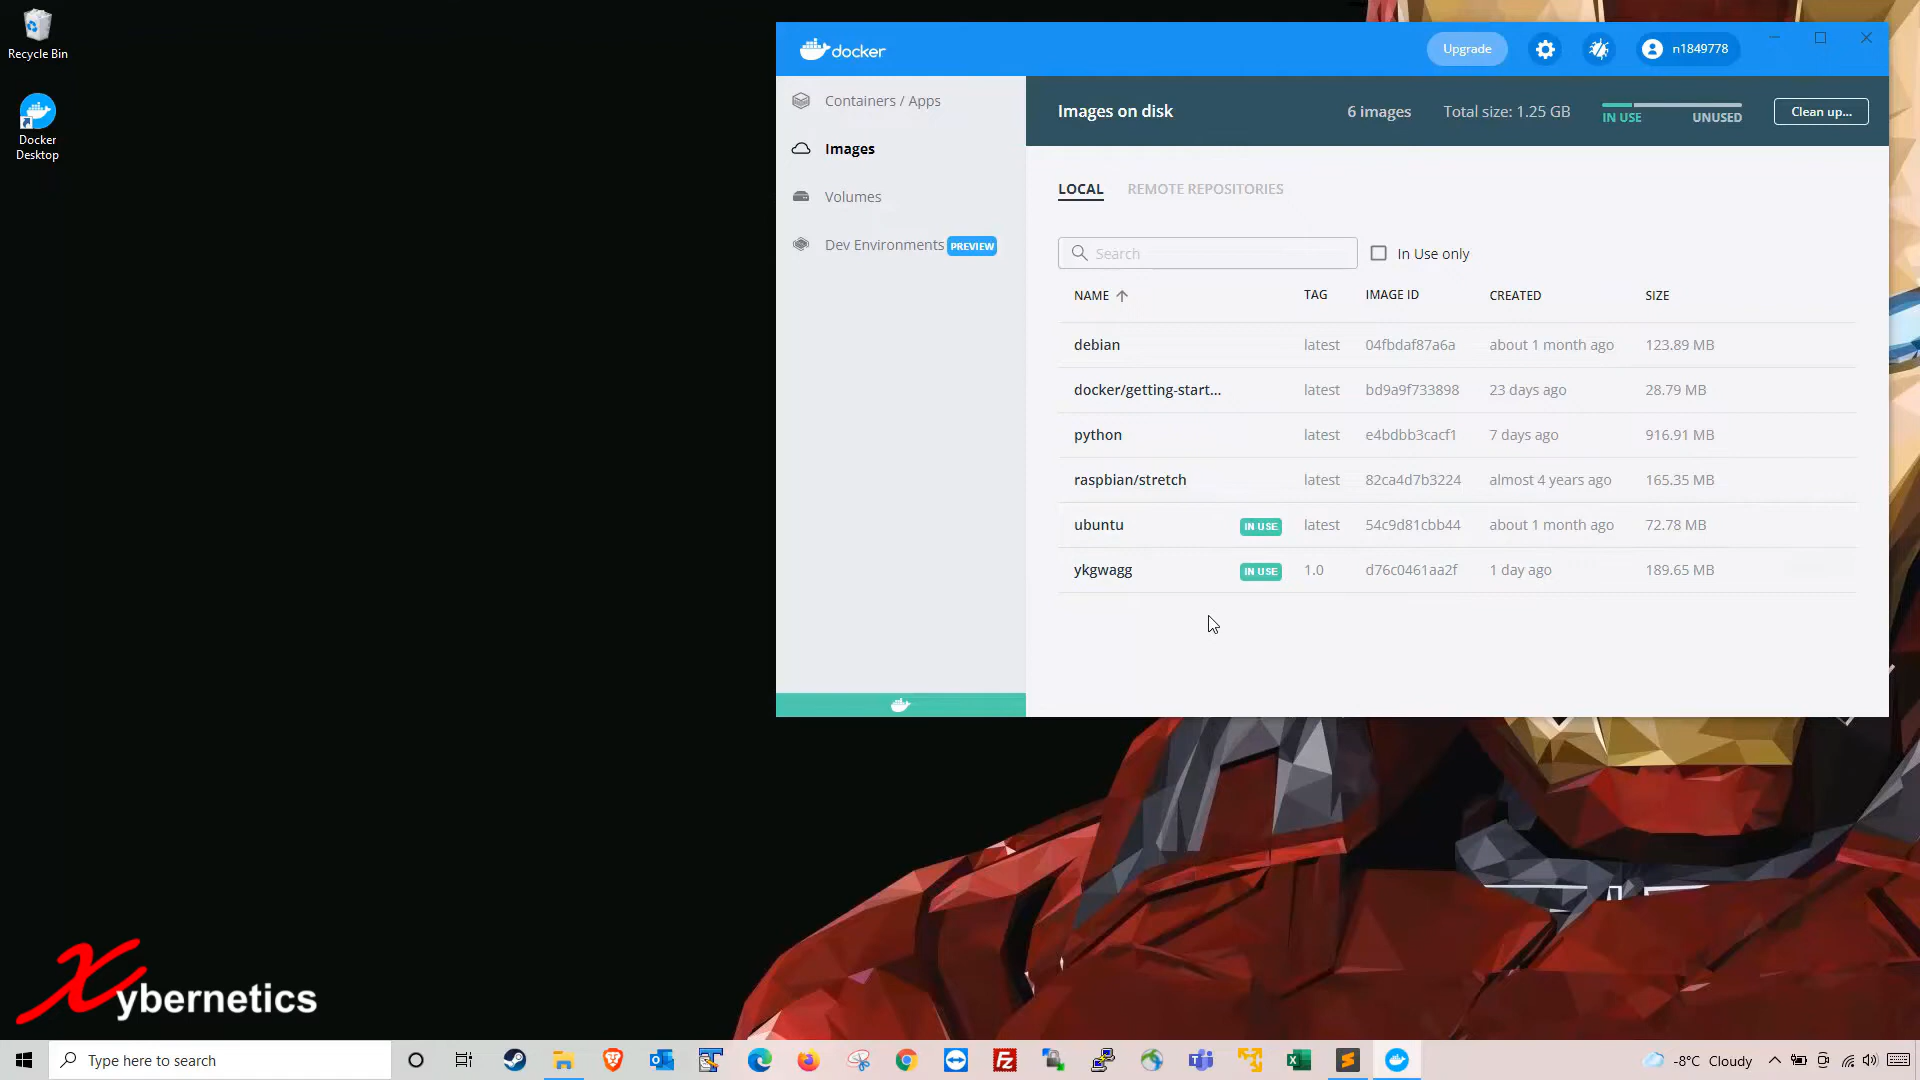 Recycle Bin
Docker
Desktop
docker
Upgrade
n1849778
Containers / Apps
Images
Volumes
Dev Environments PREVIEW
Images on disk
6 images
Total size: 1.25 GB
IN USE
UNUSED
Clean up...
LOCAL
REMOTE REPOSITORIES
Search
In Use only
NAME TAG IMAGE ID CREATED SIZE
debian latest 04fbdaf87a6a about 1 month ago 123.89 MB
docker/getting-start... latest bd9a9f733898 23 days ago 28.79 MB
python latest e4bdbb3cacf1 7 days ago 916.91 MB
raspbian/stretch latest 82ca4d7b3224 almost 4 years ago 165.35 MB
ubuntu IN USE latest 54c9d81cbb44 about 1 month ago 72.78 MB
ykgwagg IN USE 1.0 d76c0461aa2f 1 day ago 189.65 MB
Xybernetics
Type here to search
-8°C Cloudy